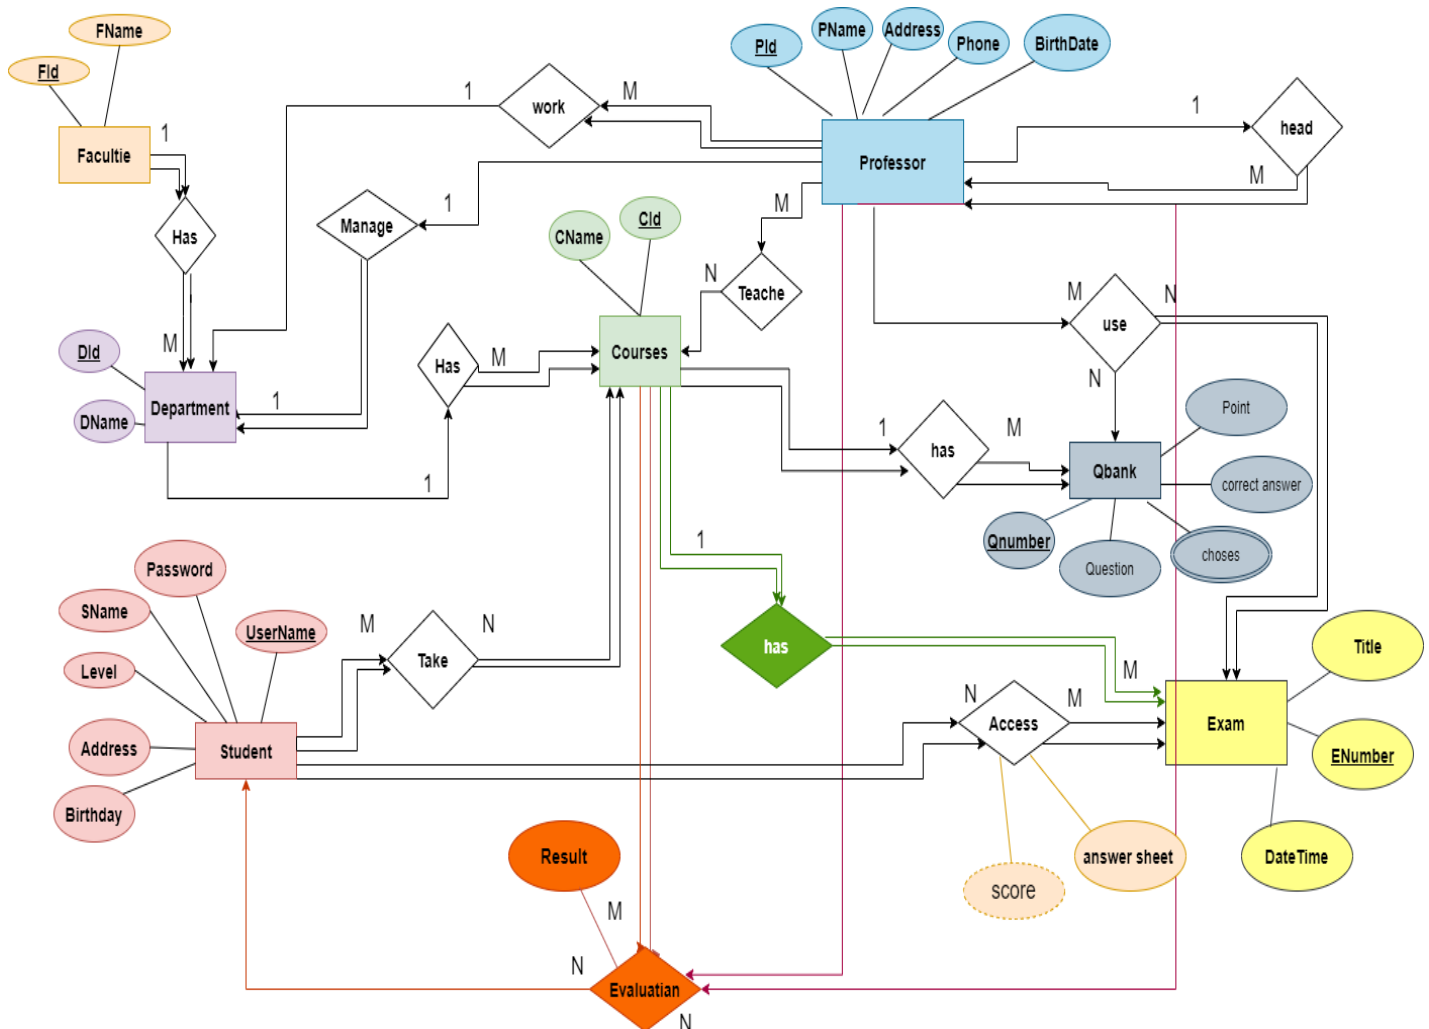 FName
FId
Facultie
1
Has
M
1
work
M
PId
PName
Address
Phone
BirthDate
Professor
1
head
M
Manage
1
M
Teache
N
CName
CId
Courses
DId
DName
Department
1
Has
M
1
M
use
N
N
1
has
M
Qbank
Point
correct answer
choses
Question
Qnumber
1
has
M
Password
SName
UserName
Level
Address
Birthday
Student
M
Take
N
N
Access
M
Exam
Title
ENumber
DateTime
answer sheet
score
Result
M
N
Evaluatian
N